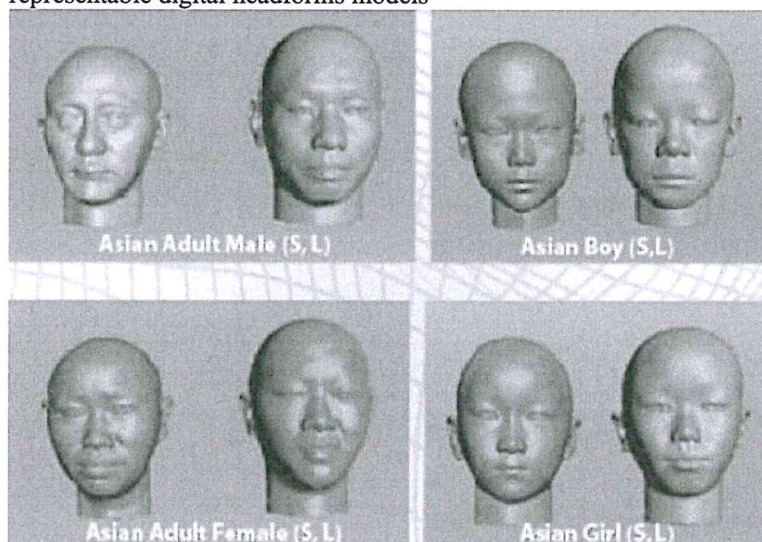 representable digital headforms models
Asian Adult Male (S, L)
Asian Boy (S,L)
Asian Adult Female (S, L)
Asian Girl (S,L)